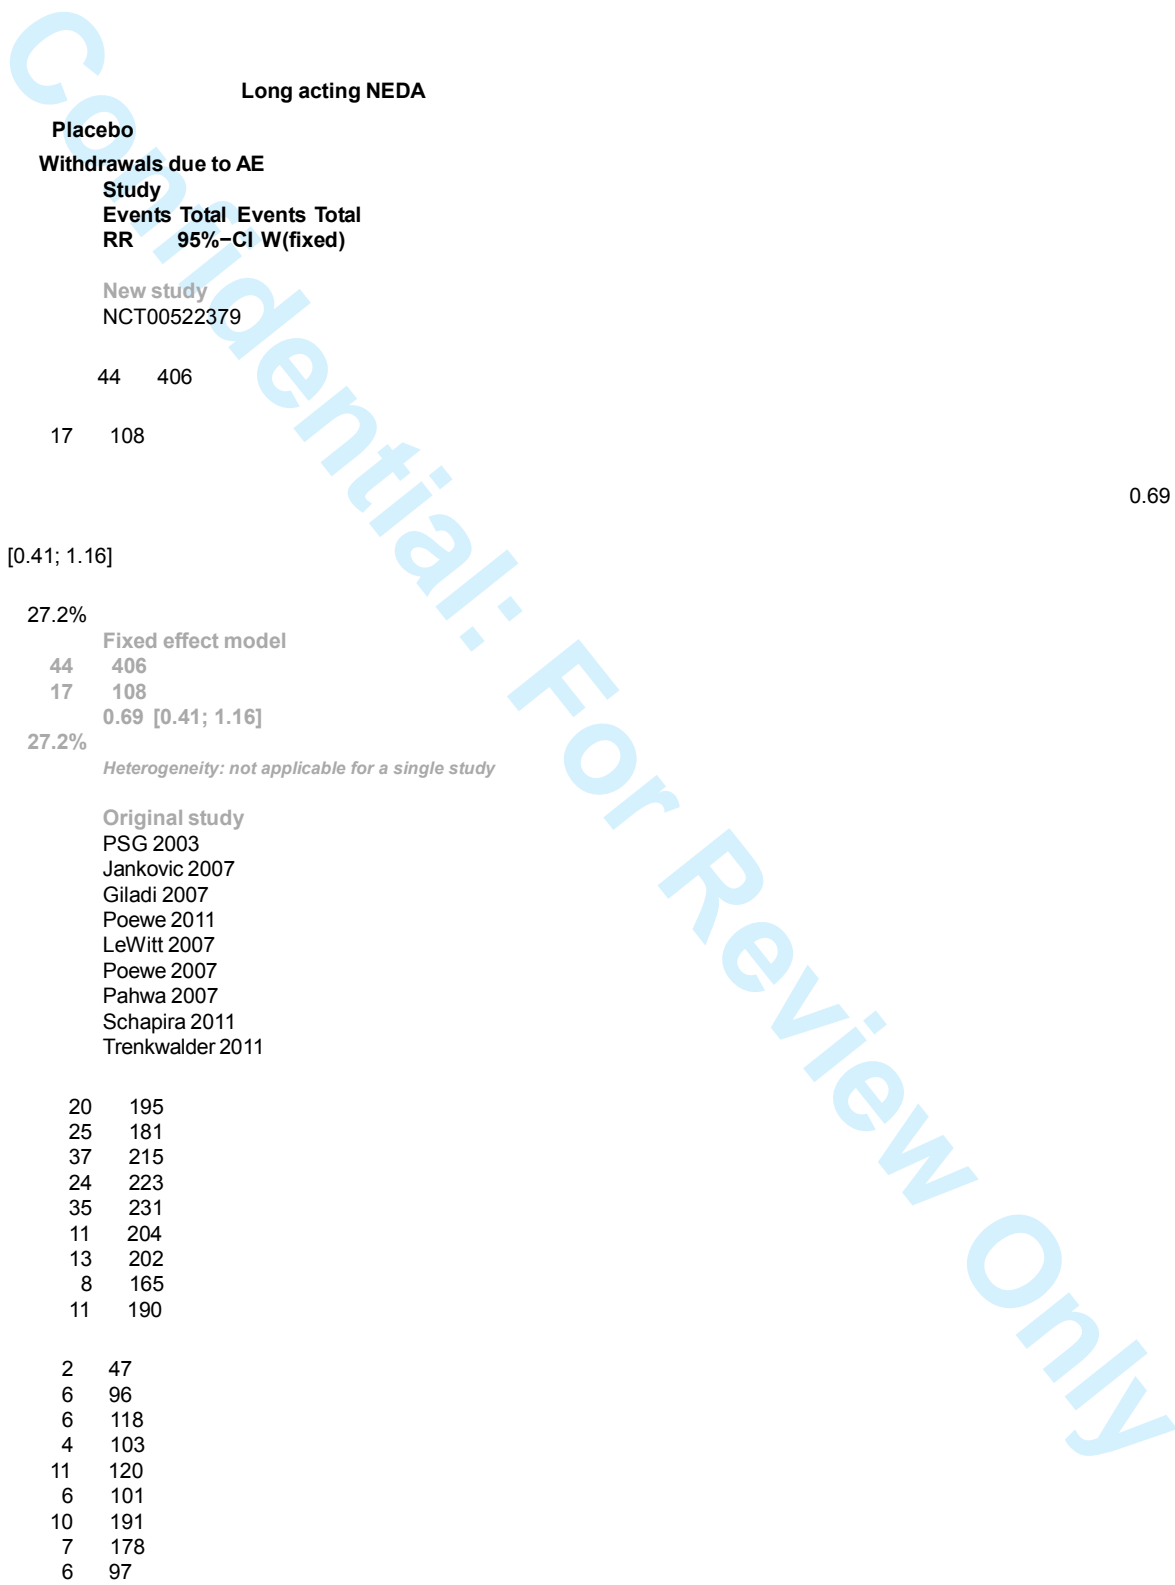 Confidential: For Review Only
Long acting NEDA
Placebo
Withdrawals due to AE
Study
Events Total Events Total
RR 95%−CI W(fixed)
New study
NCT00522379
44 406
17 108
0.69
[0.41; 1.16]
27.2%
Fixed effect model
44 406
17 108
0.69 [0.41; 1.16]
27.2%
Heterogeneity: not applicable for a single study
Original study
PSG 2003
Jankovic 2007
Giladi 2007
Poewe 2011
LeWitt 2007
Poewe 2007
Pahwa 2007
Schapira 2011
Trenkwalder 2011
20 195
25 181
37 215
24 223
35 231
11 204
13 202
8 165
11 190
2 47
6 96
6 118
4 103
11 120
6 101
10 191
7 178
6 97